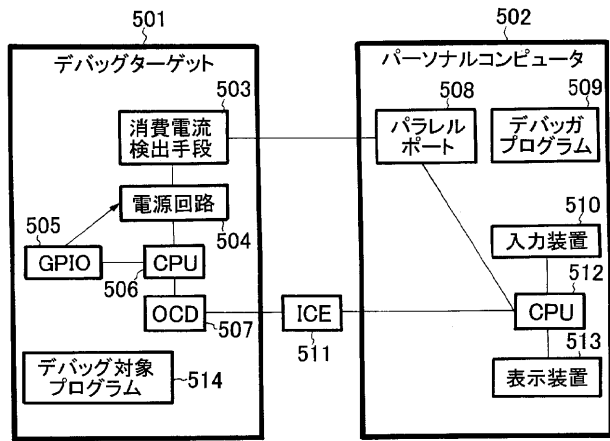 501
デバッグターゲット
503
消費電流
検出手段
電源回路
504
505
GPIO
CPU
506
OCD
507
デバッグ対象
プログラム
514
ICE
511
502
パーソナルコンピュータ
508
パラレル
ポート
509
デバッガ
プログラム
510
入力装置
512
CPU
513
表示装置